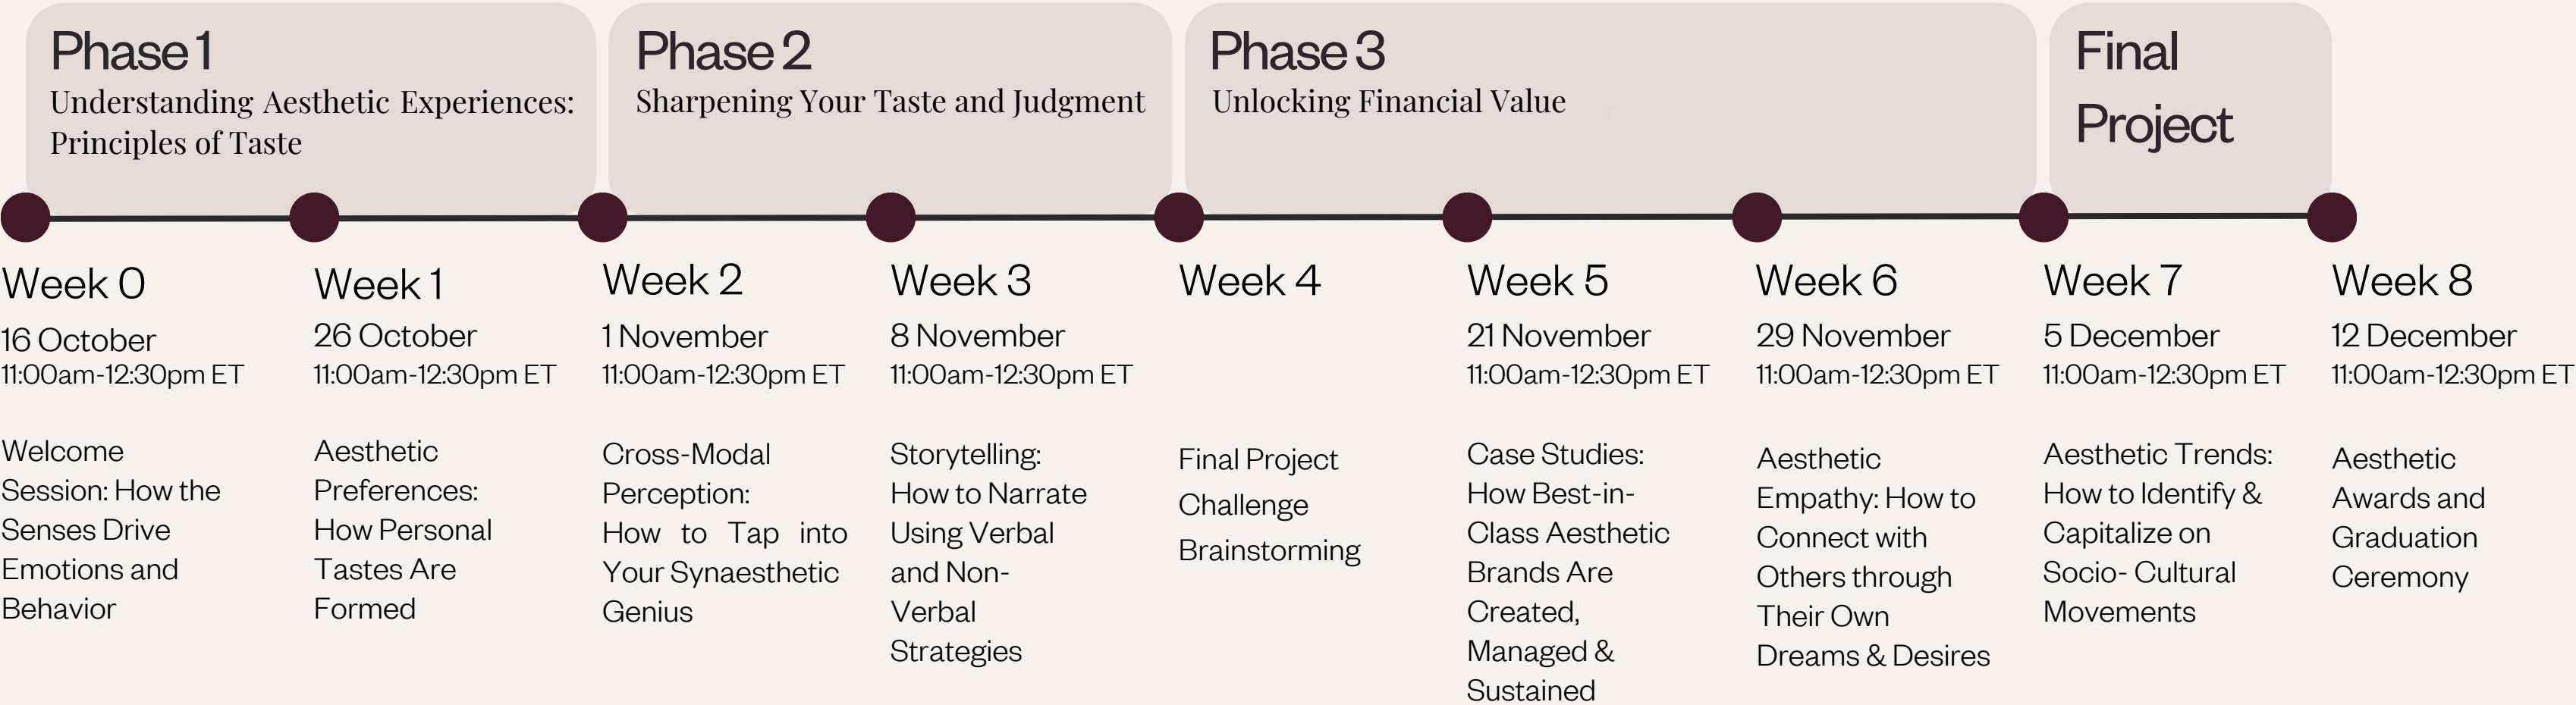 Phase 1
Understanding Aesthetic Experiences:
Principles of Taste
Phase 2
Sharpening Your Taste and Judgment
Phase 3
Unlocking Financial Value
Final
Project
Week 0
16 October
11:00am-12:30pm ET
Welcome
Session: How the
Senses Drive
Emotions and
Behavior
Week 1
26 October
11:00am-12:30pm ET
Aesthetic
Preferences:
How Personal
Tastes Are
Formed
Week 2
1 November
11:00am-12:30pm ET
Cross-Modal
Perception:
How to Tap into
Your Synaesthetic
Genius
Week 3
8 November
11:00am-12:30pm ET
Storytelling:
How to Narrate
Using Verbal
and Non-
Verbal
Strategies
Week 4
Final Project
Challenge
Brainstorming
Week 5
21 November
11:00am-12:30pm ET
Case Studies:
How Best-in-
Class Aesthetic
Brands Are
Created,
Managed &
Sustained
Week 6
29 November
11:00am-12:30pm ET
Aesthetic
Empathy: How to
Connect with
Others through
Their Own
Dreams & Desires
Week 7
5 December
11:00am-12:30pm ET
Aesthetic Trends:
How to Identify &
Capitalize on
Socio- Cultural
Movements
Week 8
12 December
11:00am-12:30pm ET
Aesthetic
Awards and
Graduation
Ceremony